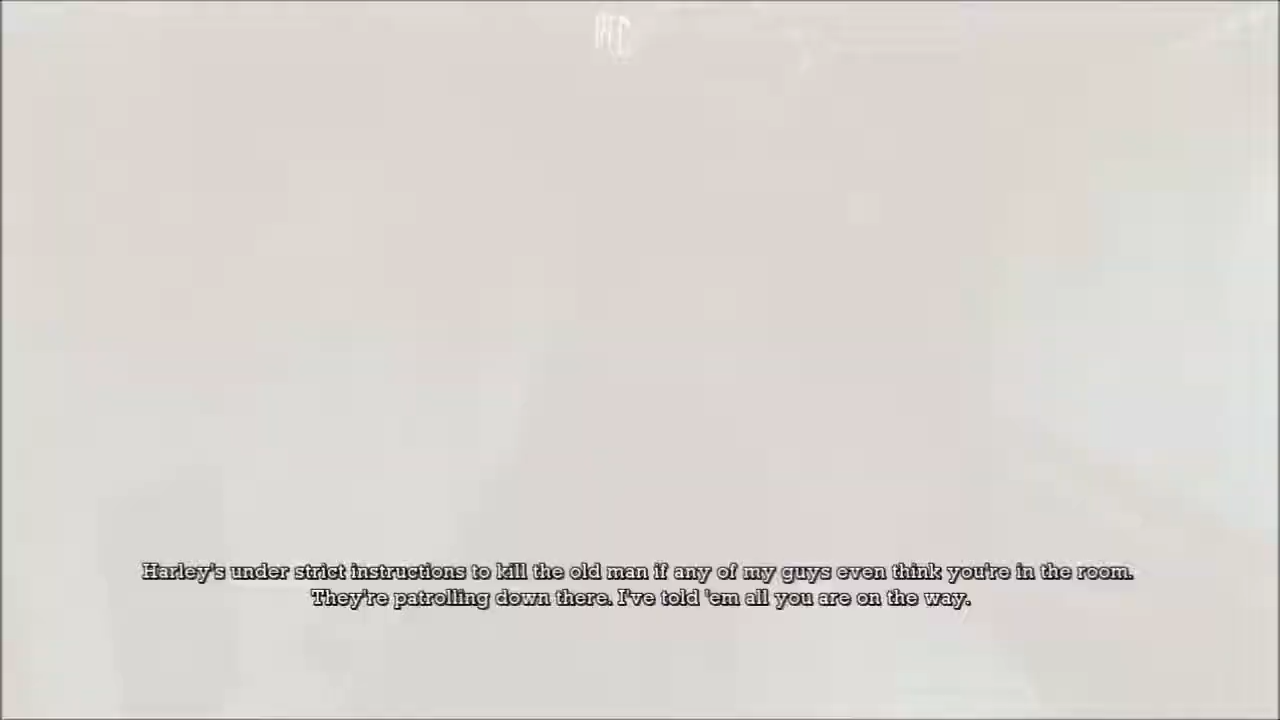 Harley's under strict instructions to kill the old man if any of my guys even think you're in the room.
They're patrolling down there. I've told 'em all you are on the way.